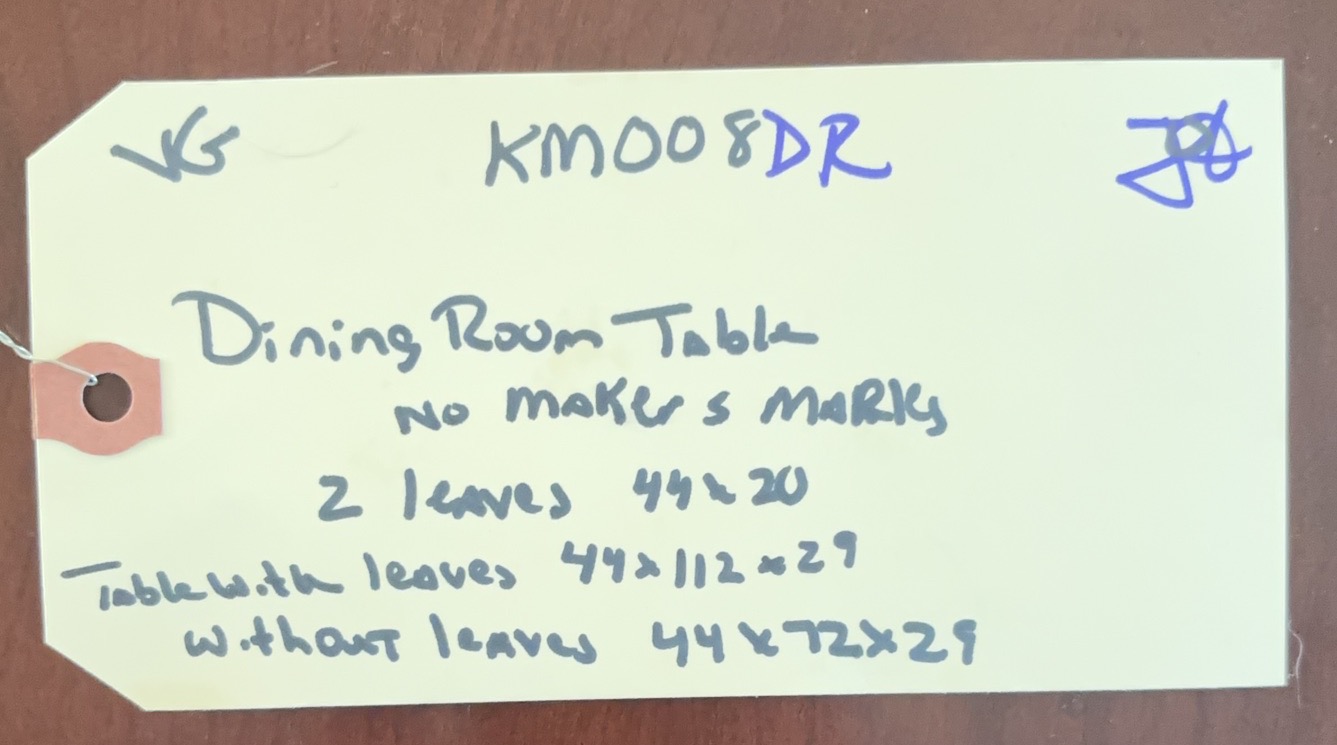 VG KM008DR
Dining Room Table
No makers marks
2 leaves 44x20
Table with leaves 44x112x29
without leaves 44x72x29